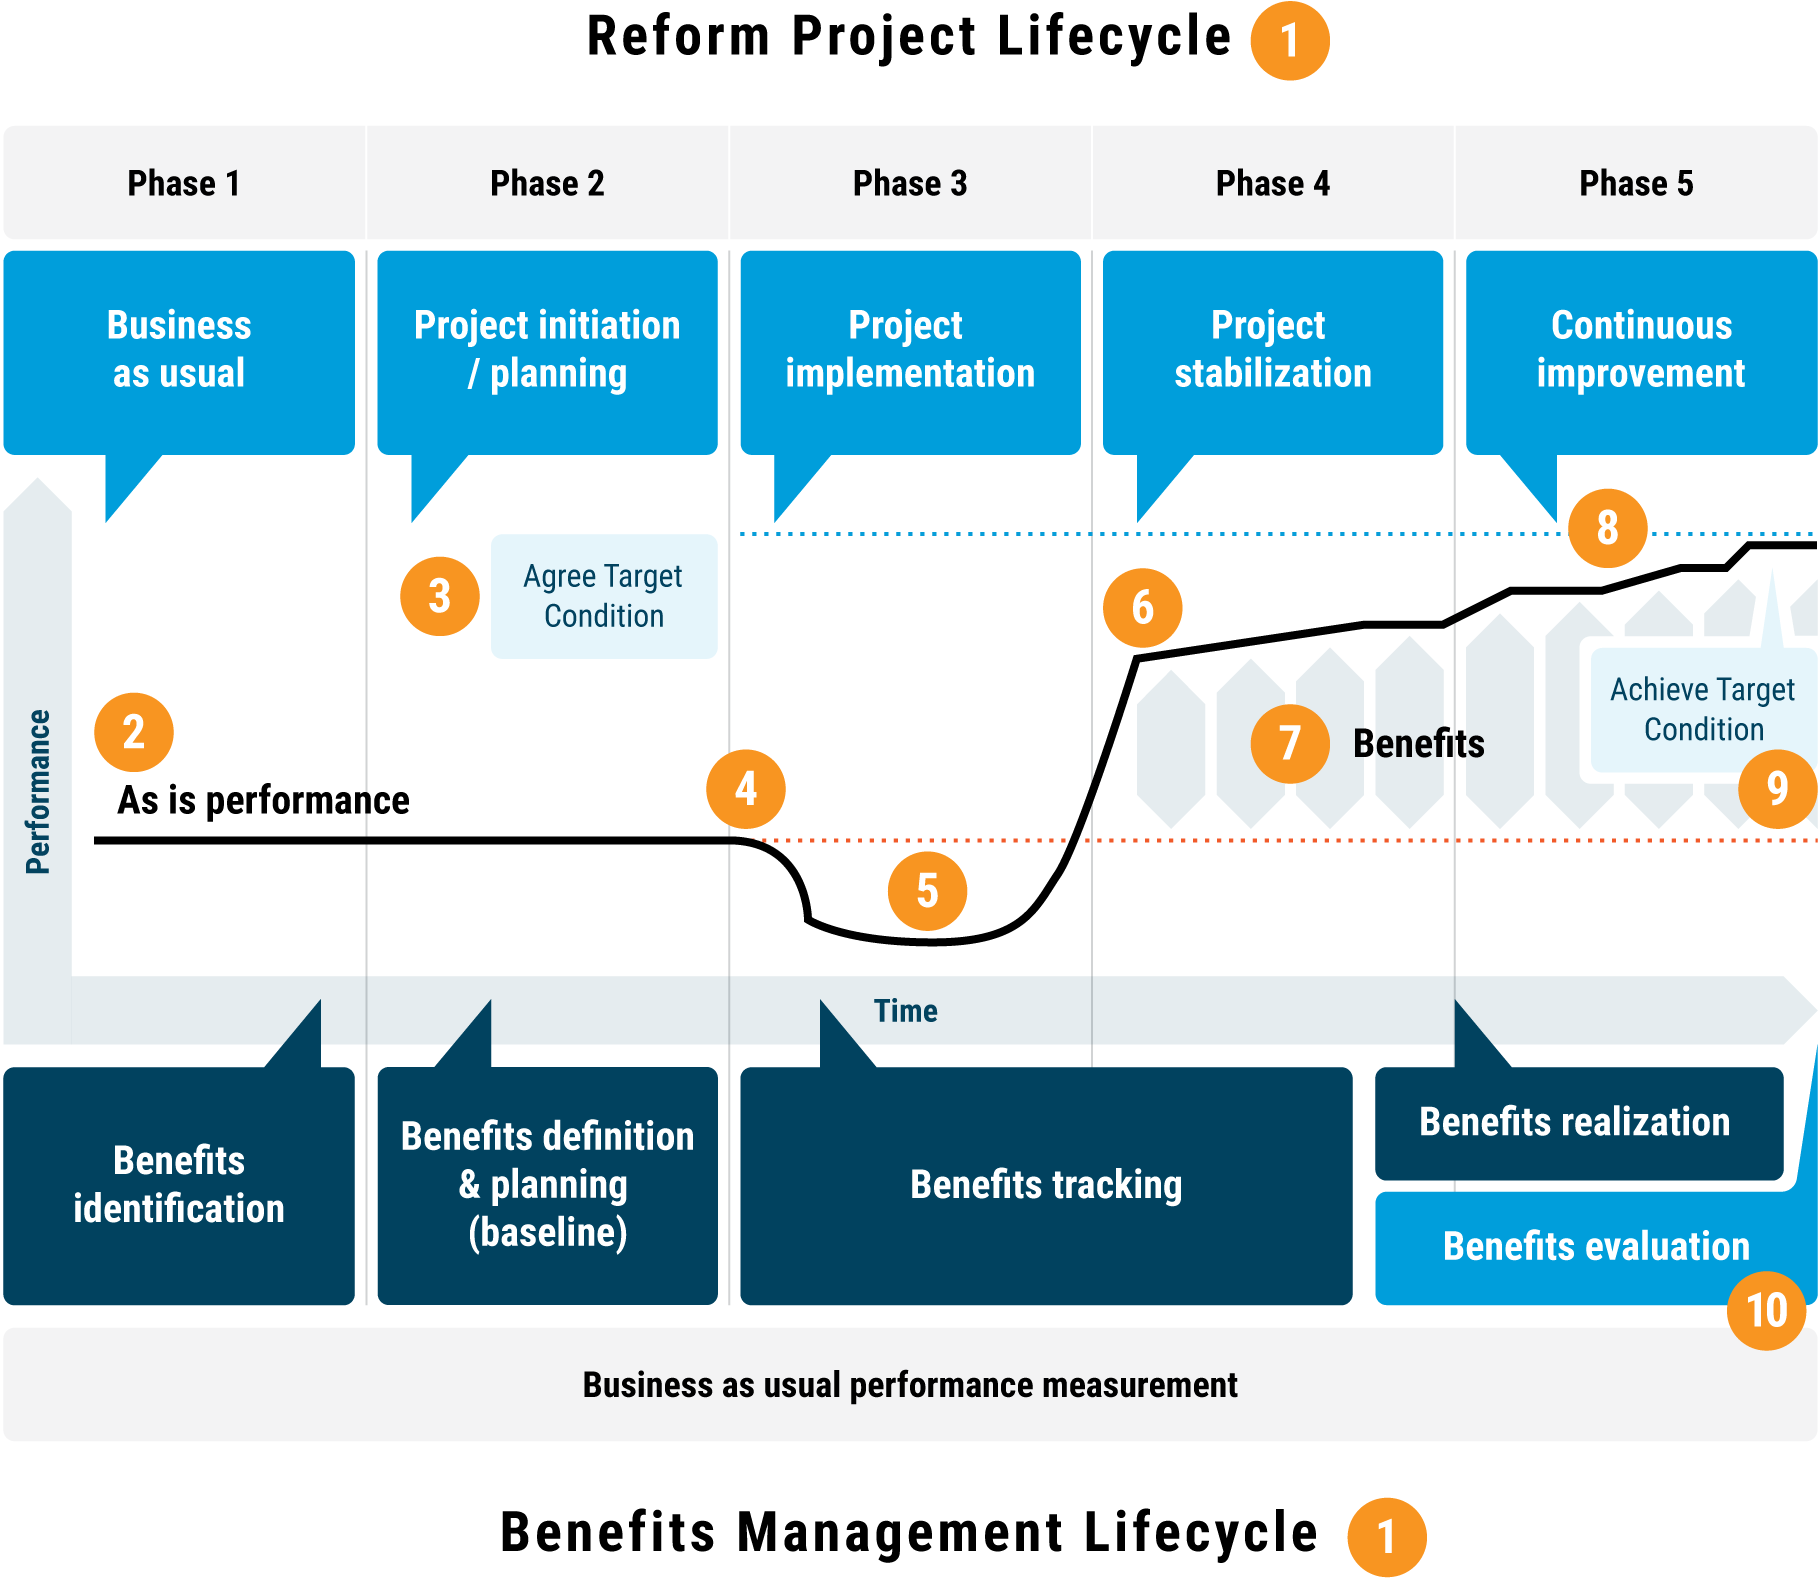 Reform Project Lifecycle 1
Phase 1
Phase 2
Phase 3
Phase 4
Phase 5
Business
as usual
Project initiation
/ planning
Project
implementation
Project
stabilization
Continuous
improvement
8
3
Agree Target
Condition
6
Achieve Target
Condition
2
7 Benefits
4
9
As is performance
Performance
5
Time
Benefits
identification
Benefits definition
& planning
(baseline)
Benefits tracking
Benefits realization
Benefits evaluation
10
Business as usual performance measurement
Benefits Management Lifecycle 1